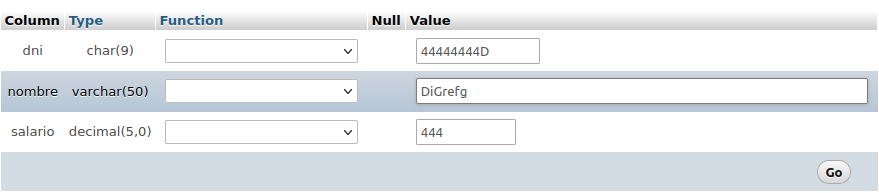 Column Type Function Null Value
dni char(9) 44444444D
nombre varchar(50) DiGrefg
salario decimal(5,0) 444
Go